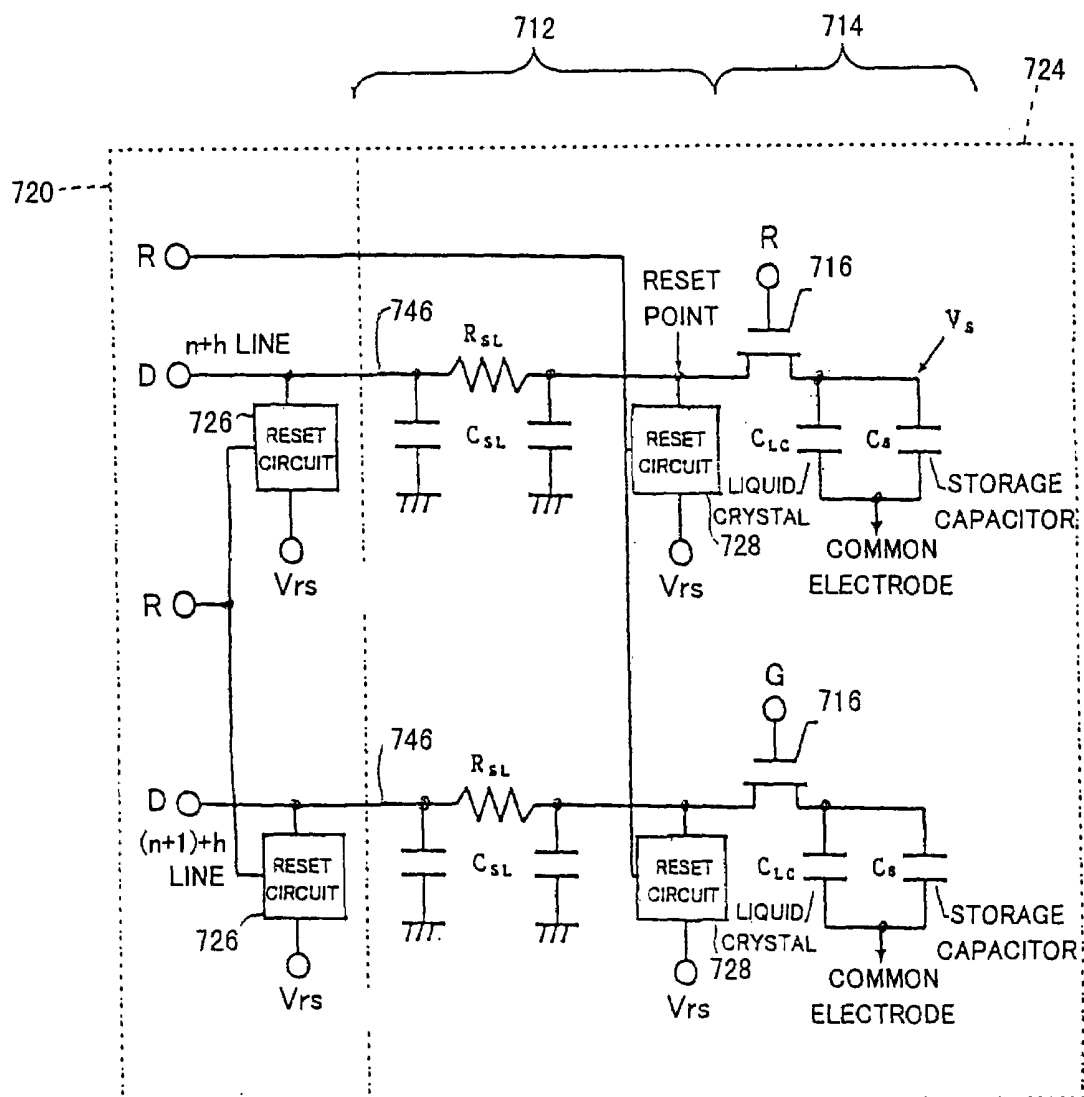 712
714
724
720
R
R
716
RESET
POINT
Vs
746
n+h LINE
RSL
D
726
RESET
CIRCUIT
CSL
RESET
CIRCUIT
CLC
Cs
LIQUID
CRYSTAL
STORAGE
CAPACITOR
728
Vrs
Vrs
COMMON
ELECTRODE
R
G
716
746
RSL
D
(n+1)+h
LINE
RESET
CIRCUIT
CSL
RESET
CIRCUIT
CLC
Cs
LIQUID
CRYSTAL
STORAGE
CAPACITOR
726
728
Vrs
Vrs
COMMON
ELECTRODE